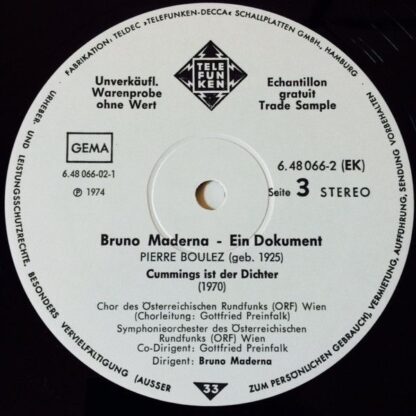 FABRIKATION: TELDEC »TELEFUNKEN-DECCA« SCHALLPLATTEN GMBH., HAMBURG
URHEBER UND LEISTUNGSSCHUTZRECHTE, BESONDERS VERVIELFÄLTIGUNG (AUSSER
ZUM PERSÖNLICHEN GEBRAUCH), VERMIETUNG, AUFFÜHRUNG, SENDUNG VORBEHALTEN
TELE
FUN
KEN
Unverkäufl.
Warenprobe
ohne Wert
Echantillon
gratuit
Trade Sample
GEMA
6.48 066-02-1
Ⓟ 1974
6.48 066-2 (EK)
Seite 3 STEREO
Bruno Maderna - Ein Dokument
PIERRE BOULEZ (geb. 1925)
Cummings ist der Dichter
(1970)
Chor des Österreichischen Rundfunks (ORF) Wien
(Chorleitung: Gottfried Preinfalk)
Symphonieorchester des Österreichischen
Rundfunks (ORF) Wien
Co-Dirigent: Gottfried Preinfalk
Dirigent: Bruno Maderna
33